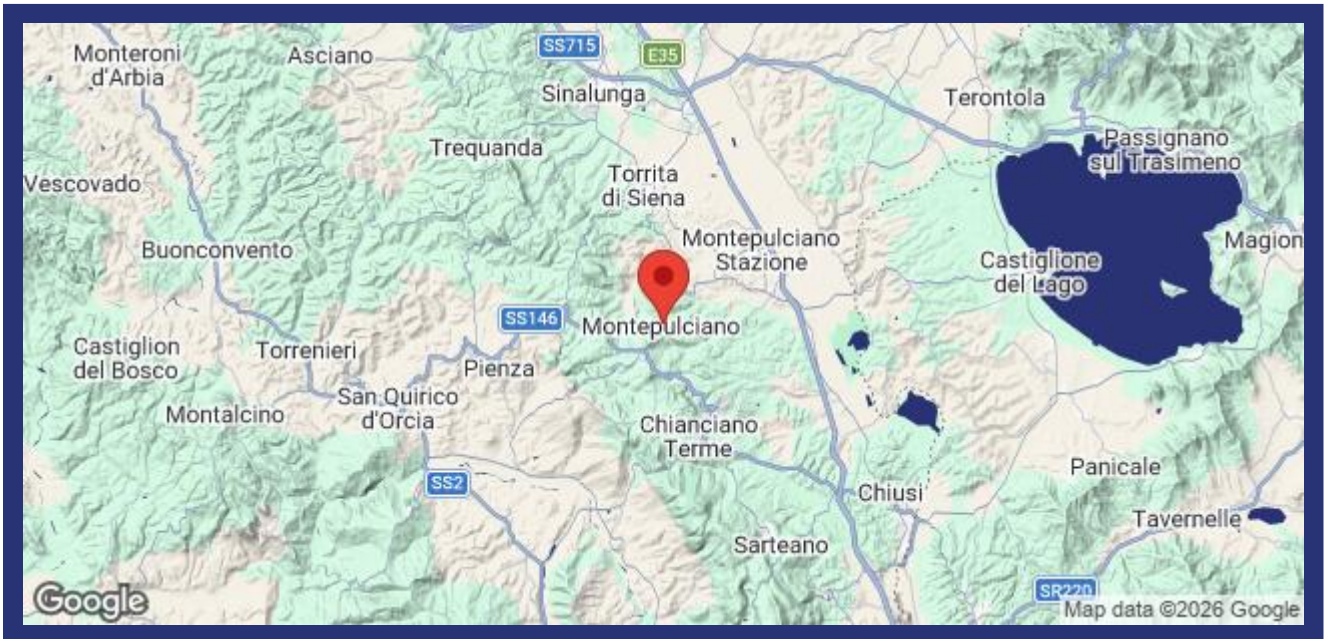 Monteroni
d'Arbia
Asciano
SS715
E35
Sinalunga
Terontola
Trequanda
Passignano
sul Trasimeno
Vescovado
Torrita
di Siena
Buonconvento
Montepulciano
Stazione
Magion
Castiglione
del Lago
SS146
Montepulciano
Castiglion
del Bosco
Torrenieri
Pienza
San Quirico
d'Orcia
Montalcino
Chianciano
Terme
SS2
Panicale
Chiusi
Tavernelle
Sarteano
SR220
Google
Map data ©2026 Google